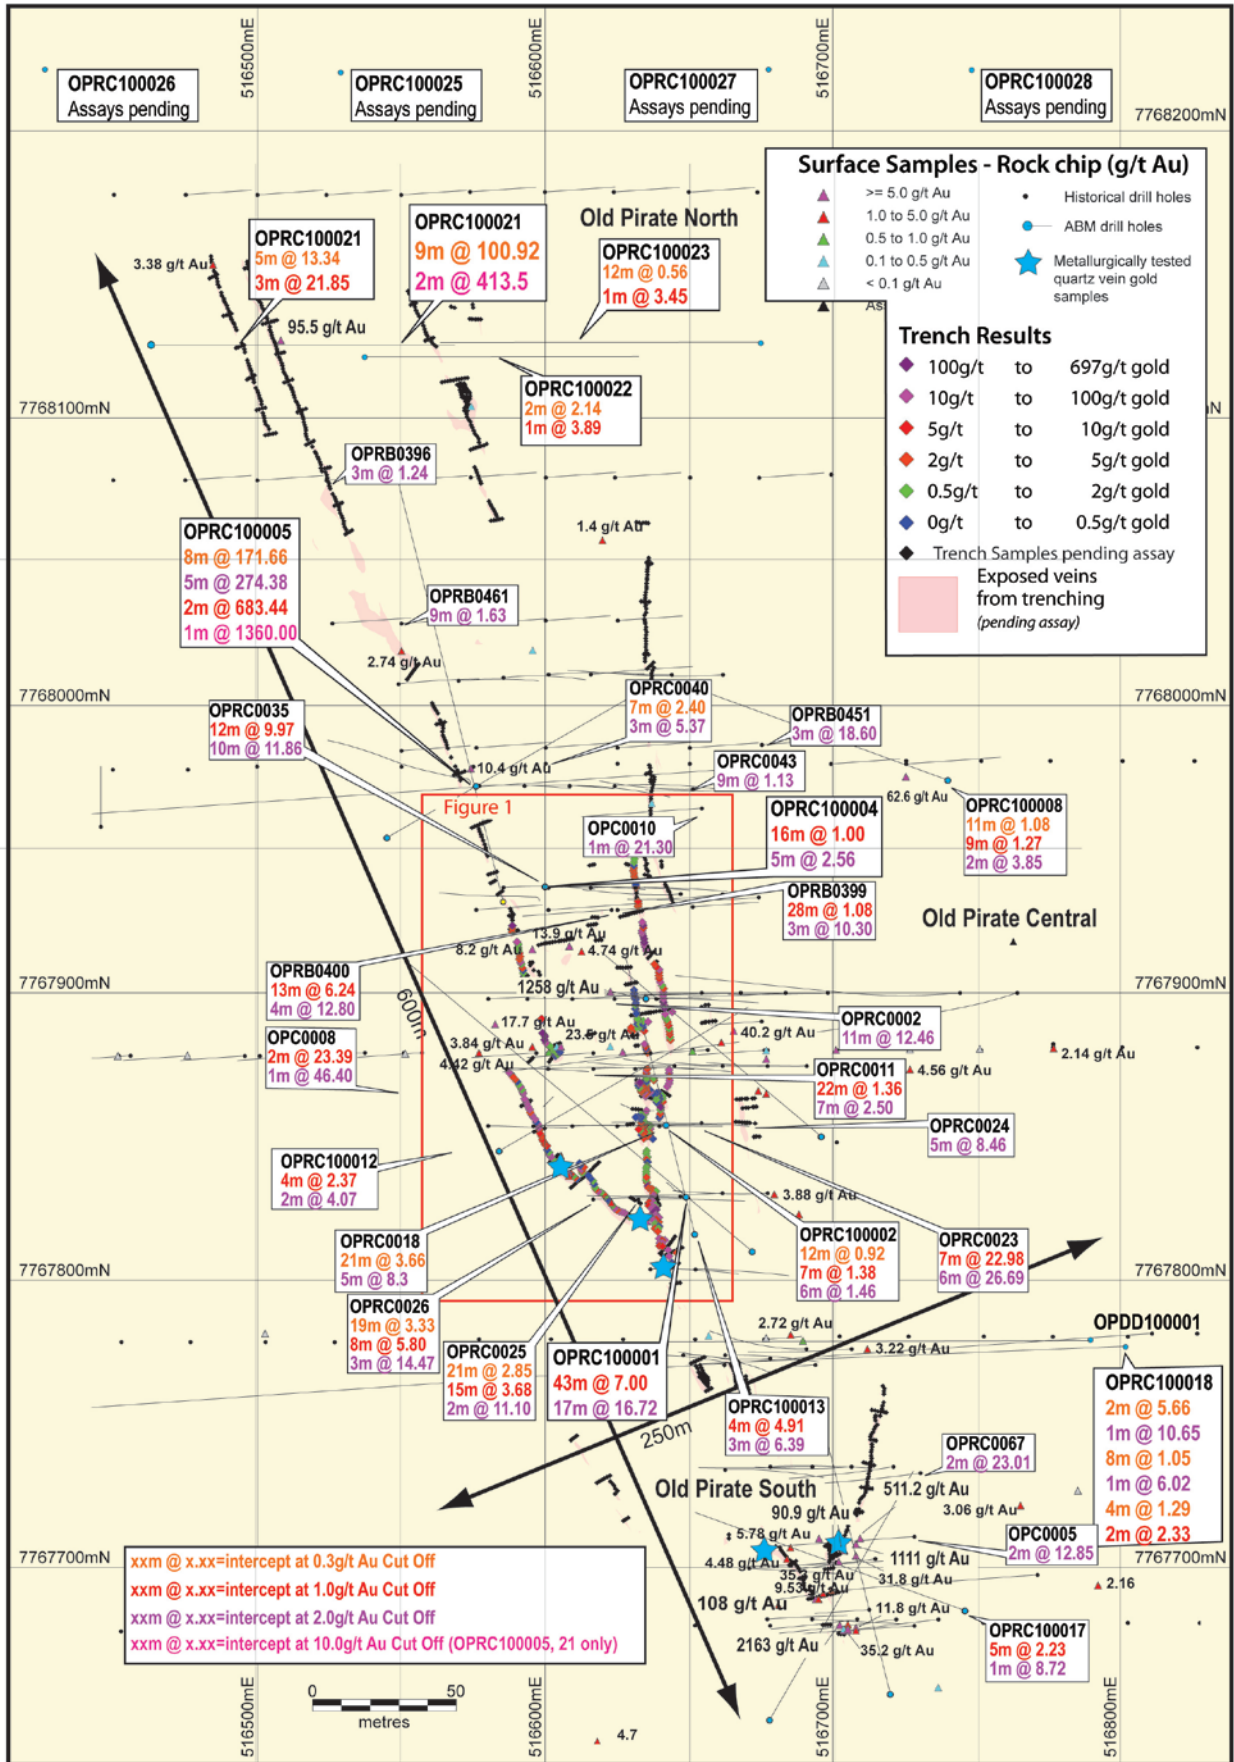 516500mE
516600mE
516700mE
OPRC100026
Assays pending
OPRC100025
Assays pending
OPRC100027
Assays pending
OPRC100028
Assays pending
7768200mN
Surface Samples - Rock chip (g/t Au)
>= 5.0 g/t Au
1.0 to 5.0 g/t Au
0.5 to 1.0 g/t Au
0.1 to 0.5 g/t Au
< 0.1 g/t Au
As
Historical drill holes
ABM drill holes
Metallurgically tested
quartz vein gold
samples
Trench Results
100g/t to 697g/t gold
10g/t to 100g/t gold
5g/t to 10g/t gold
2g/t to 5g/t gold
0.5g/t to 2g/t gold
0g/t to 0.5g/t gold
Trench Samples pending assay
Exposed veins
from trenching
(pending assay)
Old Pirate North
3.38 g/t Au
OPRC100021
5m @ 13.34
3m @ 21.85
OPRC100021
9m @ 100.92
2m @ 413.5
OPRC100023
12m @ 0.56
1m @ 3.45
95.5 g/t Au
OPRC100022
2m @ 2.14
1m @ 3.89
7768100mN
N
OPRB0396
3m @ 1.24
1.4 g/t Au
OPRC100005
8m @ 171.66
5m @ 274.38
2m @ 683.44
1m @ 1360.00
OPRB0461
9m @ 1.63
2.74 g/t Au
7768000mN
7768000mN
OPRC0040
7m @ 2.40
3m @ 5.37
OPRC0035
12m @ 9.97
10m @ 11.86
OPRB0451
3m @ 18.60
10.4 g/t Au
OPRC0043
9m @ 1.13
62.6 g/t Au
Figure 1
OPRC100004
16m @ 1.00
5m @ 2.56
OPRC100008
11m @ 1.08
9m @ 1.27
2m @ 3.85
OPC0010
1m @ 21.30
OPRB0399
28m @ 1.08
3m @ 10.30
Old Pirate Central
13.9 g/t Au
8.2 g/t Au
4.74 g/t Au
OPRB0400
13m @ 6.24
4m @ 12.80
7767900mN
7767900mN
600m
1258 g/t Au
17.7 g/t Au
23.5 g/t Au
40.2 g/t Au
OPRC0002
11m @ 12.46
OPC0008
2m @ 23.39
1m @ 46.40
3.84 g/t Au
4.42 g/t Au
2.14 g/t Au
4.56 g/t Au
OPRC0011
22m @ 1.36
7m @ 2.50
OPRC0024
5m @ 8.46
OPRC100012
4m @ 2.37
2m @ 4.07
3.88 g/t Au
OPRC0018
21m @ 3.66
5m @ 8.3
OPRC100002
12m @ 0.92
7m @ 1.38
6m @ 1.46
OPRC0023
7m @ 22.98
6m @ 26.69
7767800mN
7767800mN
OPRC0026
19m @ 3.33
8m @ 5.80
3m @ 14.47
2.72 g/t Au
3.22 g/t Au
OPDD100001
OPRC0025
21m @ 2.85
15m @ 3.68
2m @ 11.10
OPRC100001
43m @ 7.00
17m @ 16.72
OPRC100018
2m @ 5.66
1m @ 10.65
8m @ 1.05
1m @ 6.02
4m @ 1.29
2m @ 2.33
OPRC100013
4m @ 4.91
3m @ 6.39
250m
OPRC0067
2m @ 23.01
Old Pirate South
511.2 g/t Au
90.9 g/t Au
3.06 g/t Au
5.78 g/t Au
OPC0005
2m @ 12.85
7767700mN
7767700mN
4.48 g/t Au
1111 g/t Au
g/t Au
9.53 g/t Au
31.8 g/t Au
2.16
108 g/t Au
11.8 g/t Au
2163 g/t Au
35.2 g/t Au
OPRC100017
5m @ 2.23
1m @ 8.72
xxm @ x.xx=intercept at 0.3g/t Au Cut Off
xxm @ x.xx=intercept at 1.0g/t Au Cut Off
xxm @ x.xx=intercept at 2.0g/t Au Cut Off
xxm @ x.xx=intercept at 10.0g/t Au Cut Off (OPRC100005, 21 only)
0 50
metres
4.7
516500mE
516600mE
516700mE
516800mE